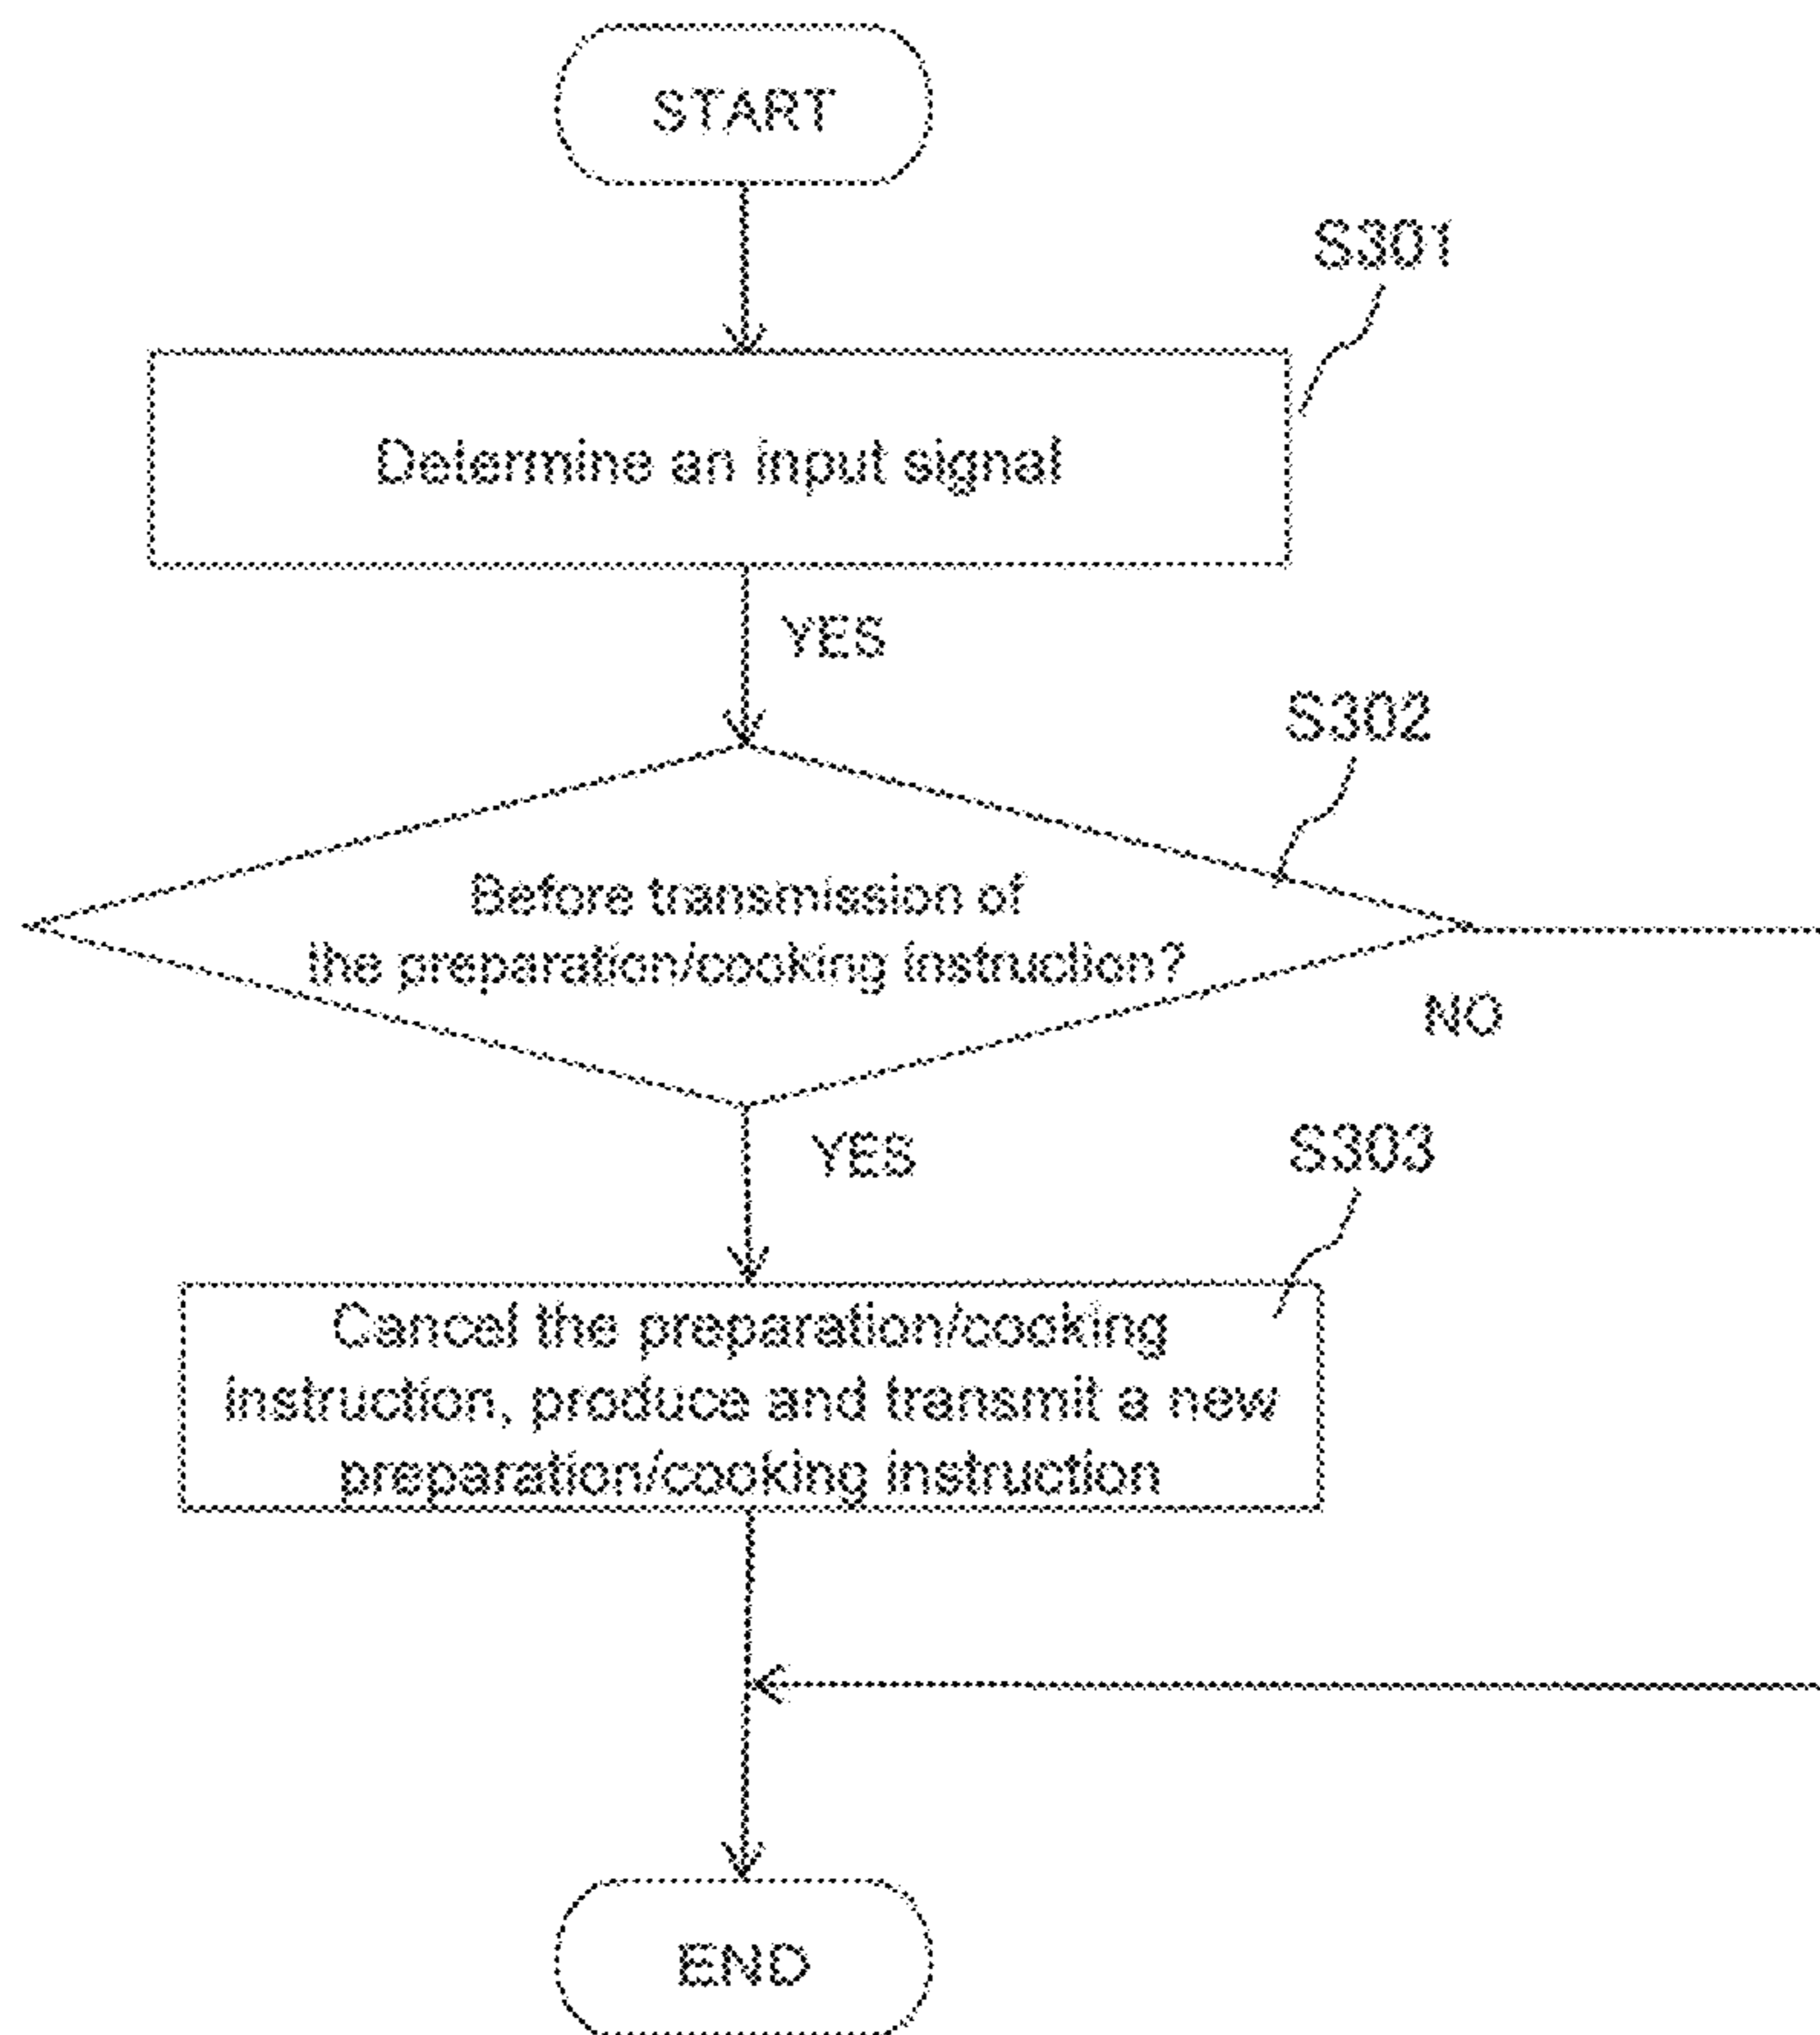 START
S301
Determine an input signal
YES
S302
Before transmission of
the preparation/cooking instruction?
NO
YES
S303
Cancel the preparation/cooking
instruction, produce and transmit a new
preparation/cooking instruction
END